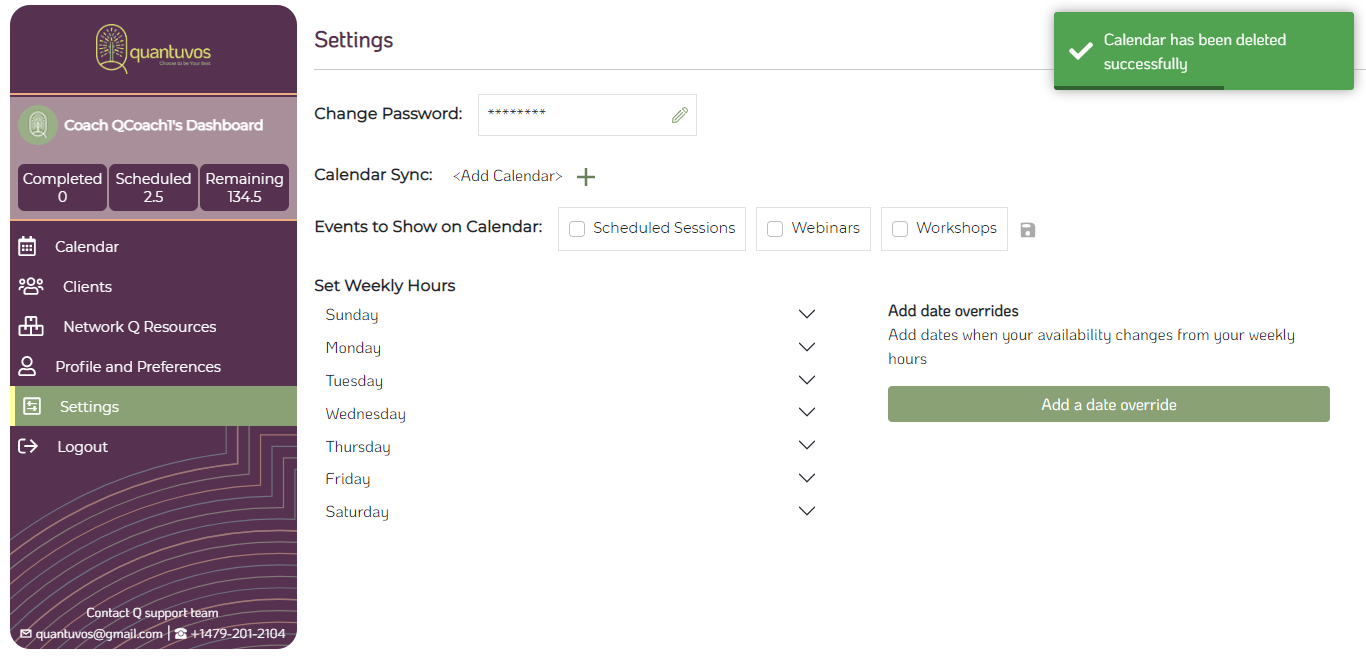 quantuvos
Choose to be Your Best
Coach QCoach1's Dashboard
Completed
0
Scheduled
2.5
Remaining
134.5
Calendar
Clients
Network Q Resources
Profile and Preferences
Settings
Logout
Contact Q support team
quantuvos@gmail.com | +1479-201-2104
Settings
Calendar has been deleted
successfully
Change Password: ********
Calendar Sync: <Add Calendar>
Events to Show on Calendar: Scheduled Sessions Webinars Workshops
Set Weekly Hours
Sunday
Monday
Tuesday
Wednesday
Thursday
Friday
Saturday
Add date overrides
Add dates when your availability changes from your weekly
hours
Add a date override